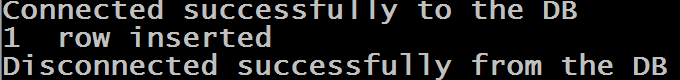 Connected successfully to the DB
1  row inserted
Disconnected successfully from the DB